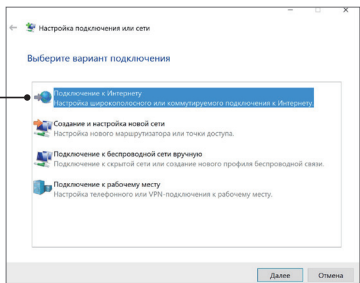 Настройка подключения или сети
Выберите вариант подключения
Подключение к Интернету
Настройка широкополосного или коммутируемого подключения к Интернету.
Создание и настройка новой сети
Настройка нового маршрутизатора или точки доступа.
Подключение к беспроводной сети вручную
Подключение к скрытой сети или создание нового профиля беспроводной связи.
Подключение к рабочему месту
Настройка телефонного или VPN-подключения к рабочему месту.
Далее Отмена